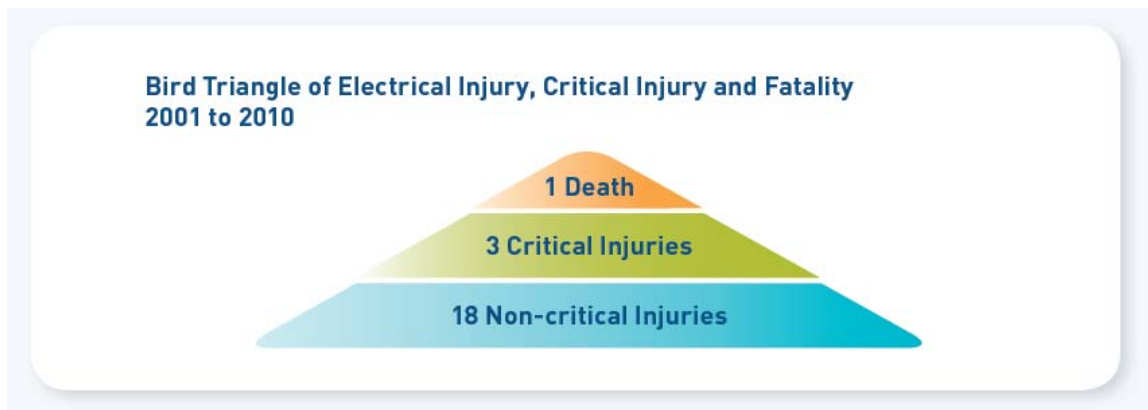 Bird Triangle of Electrical Injury, Critical Injury and Fatality
2001 to 2010
1 Death
3 Critical Injuries
18 Non-critical Injuries